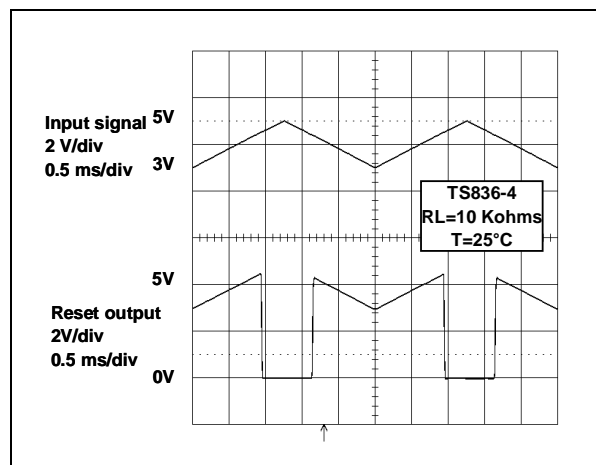 Input signal
2 V/div
0.5 ms/div
5V
3V
TS836-4
RL=10 Kohms
T=25°C
Reset output
2V/div
0.5 ms/div
5V
0V